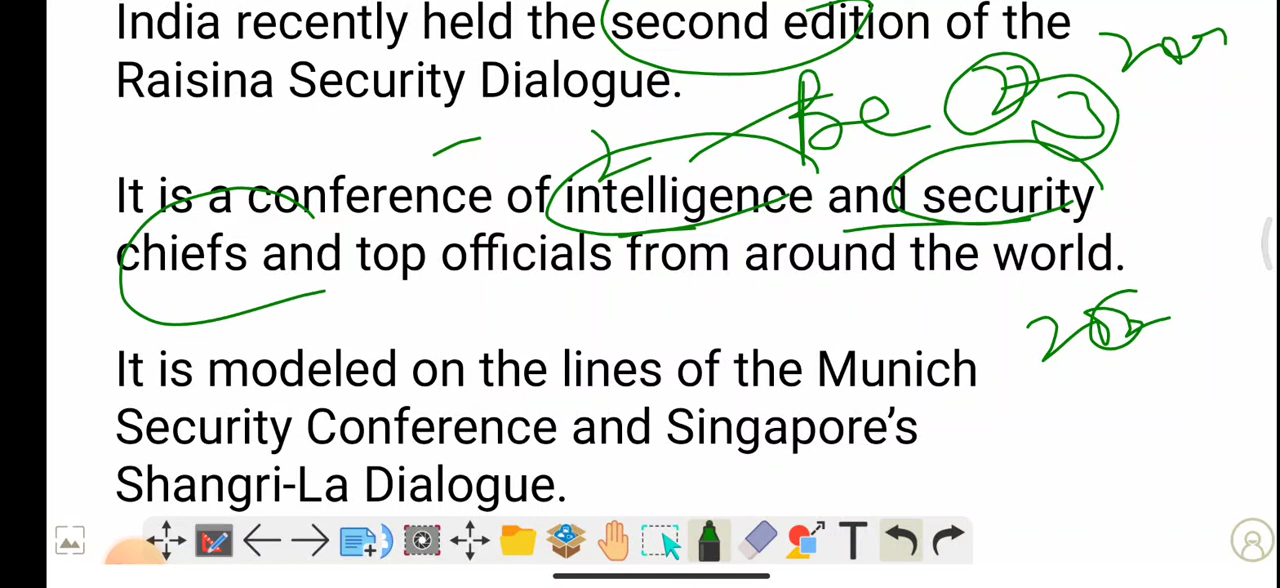 India recently held the second edition of the
Raisina Security Dialogue.
It is a conference of intelligence and security
chiefs and top officials from around the world.
It is modeled on the lines of the Munich
Security Conference and Singapore’s
Shangri-La Dialogue.
T